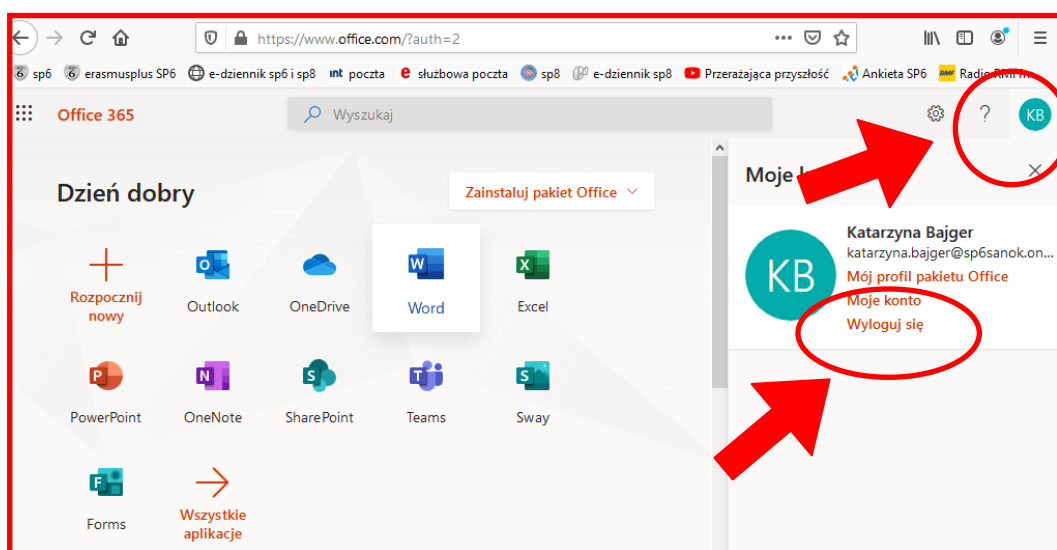 https://www.office.com/?auth=2
sp6 erasmusplus SP6 e-dziennik sp6 i sp8 int poczta e służbowa poczta sp8 e-dziennik sp8 Przerażająca przyszłość Ankieta SP6 RMF Radio
Office 365 Wyszukaj ? KB
Dzień dobry
Zainstaluj pakiet Office
Moje
Rozpocznij
nowy
Outlook
OneDrive
Word
Excel
PowerPoint
OneNote
SharePoint
Teams
Sway
Forms
Wszystkie
aplikacje
KB
Katarzyna Bajger
katarzyna.bajger@sp6sanok.on...
Mój profil pakietu Office
Moje konto
Wyloguj się